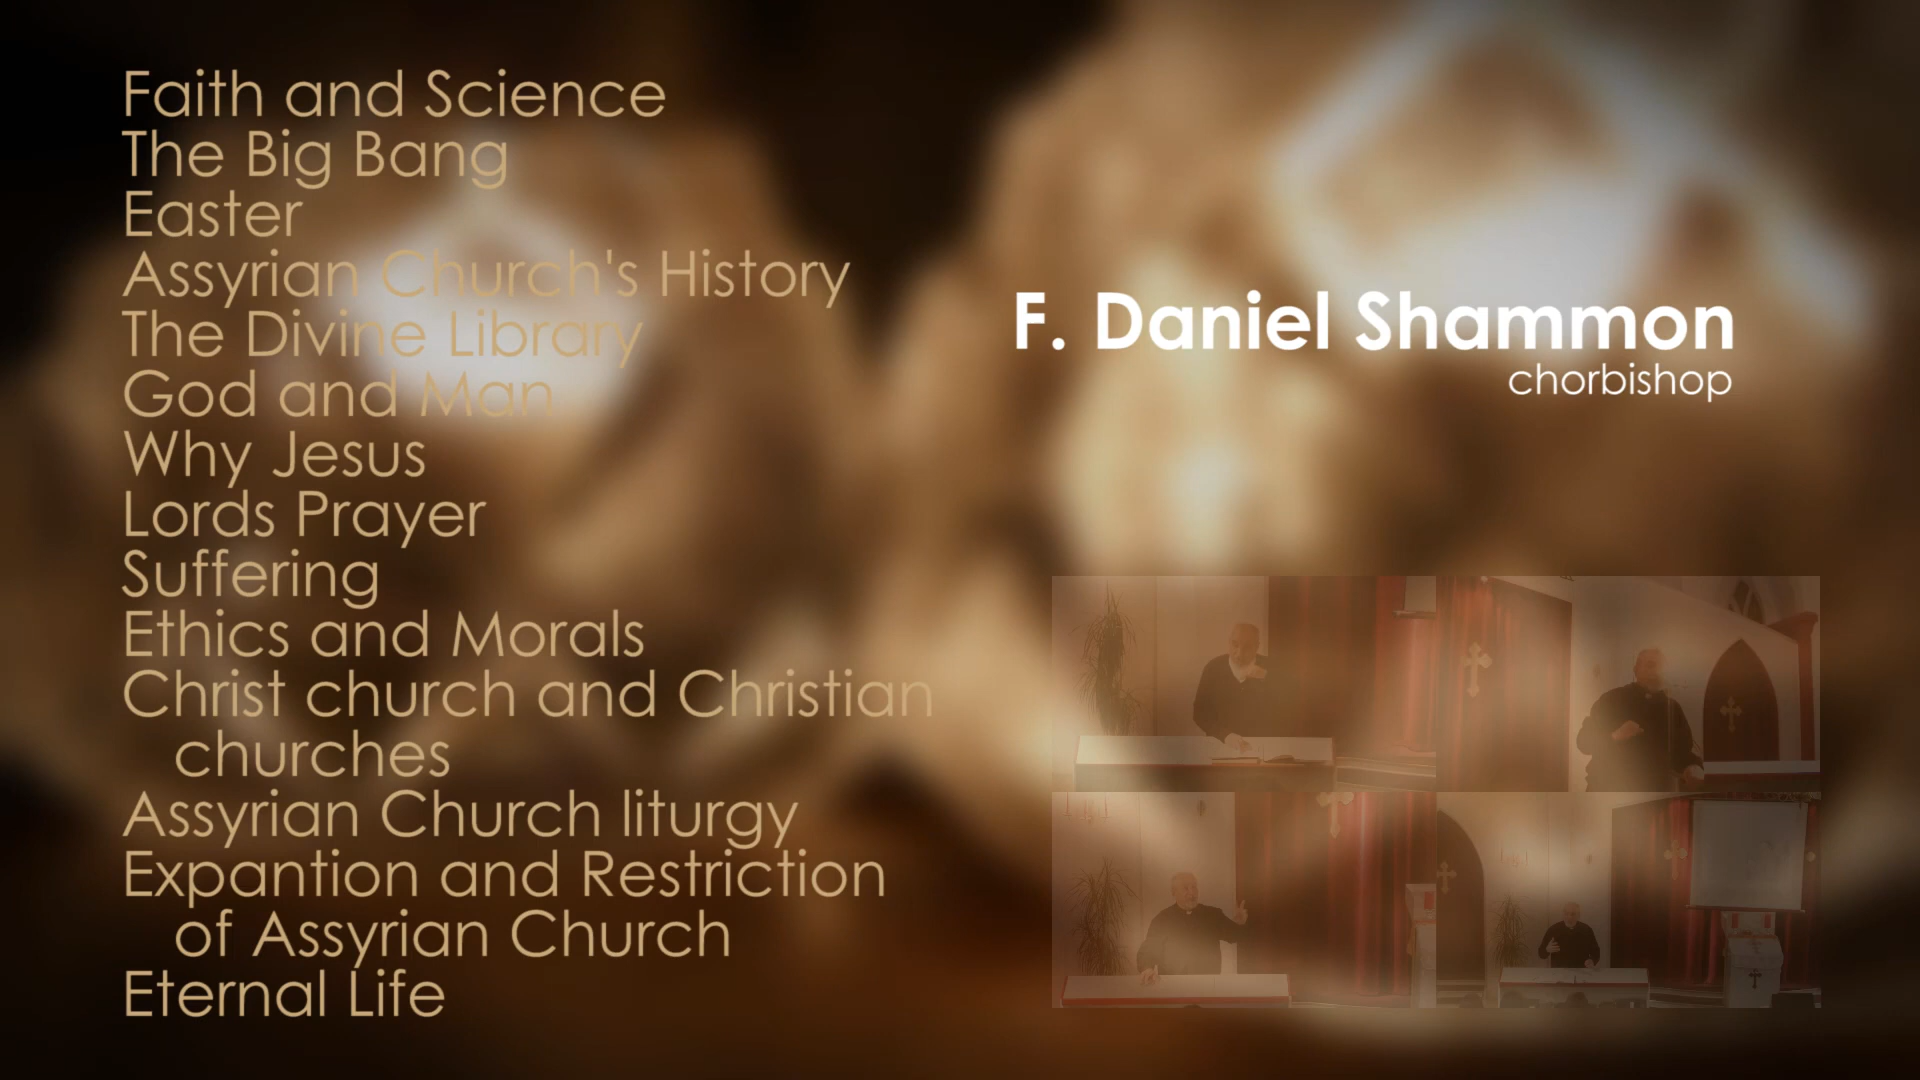 Faith and Science
The Big Bang
Easter
Assyrian Church's History
The Divine Library
God and Man
Why Jesus
Lords Prayer
Suffering
Ethics and Morals
Christ church and Christian
churches
Assyrian Church liturgy
Expantion and Restriction
of Assyrian Church
Eternal Life
F. Daniel Shammon
chorbishop